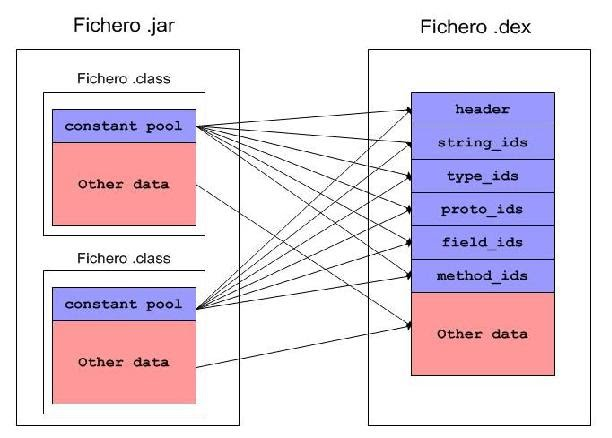 Fichero .jar
Fichero .class
constant pool
Other data
Fichero .class
constant pool
Other data
Fichero .dex
header
string_ids
type_ids
proto_ids
field_ids
method_ids
Other data